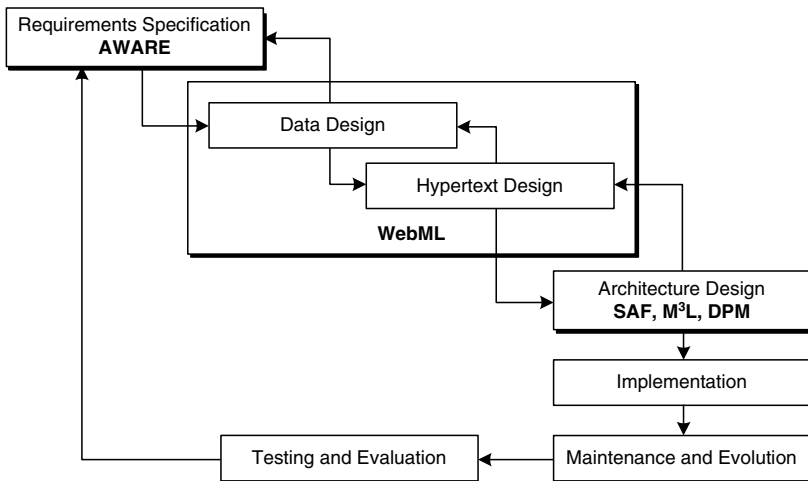 Requirements Specification
AWARE
Data Design
Hypertext Design
WebML
Architecture Design
SAF, M³L, DPM
Implementation
Testing and Evaluation
Maintenance and Evolution